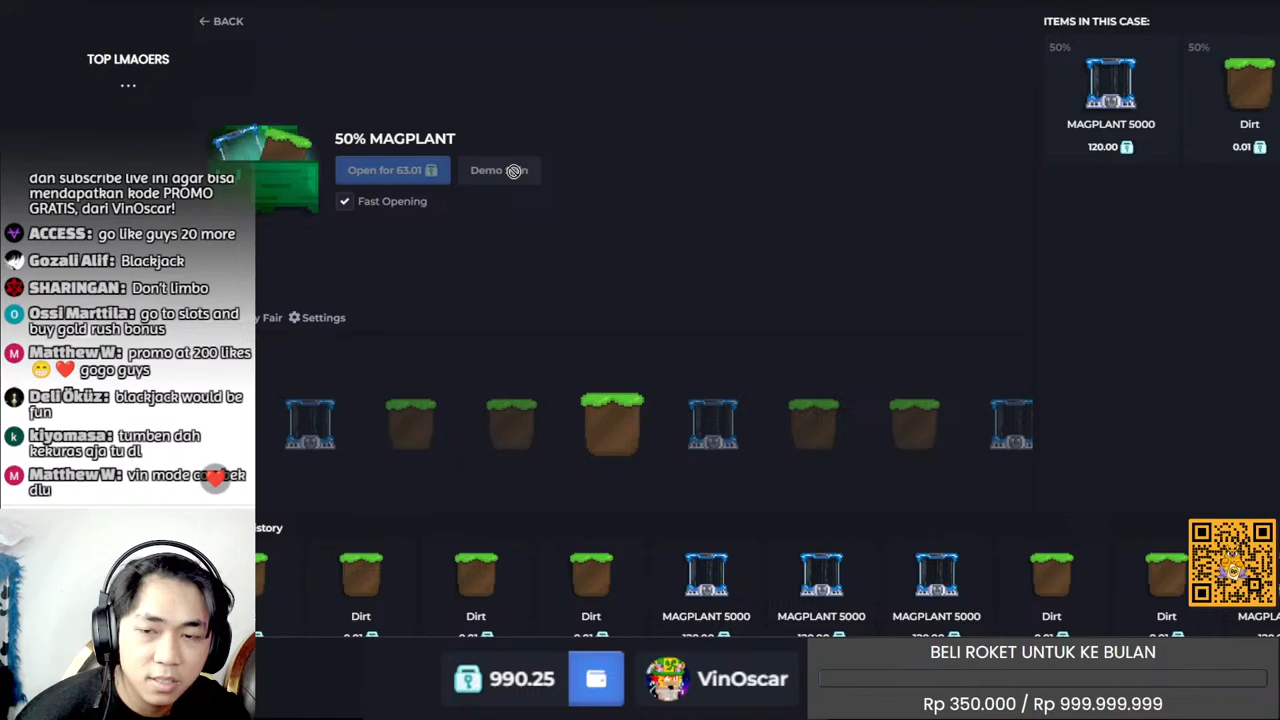 ← BACK
TOP LMAOERS
...
dan subscribe live ini agar bisa
mendapatkan kode PROMO
GRATIS, dari VinOscar!
ACCESS: go like guys 20 more
Gozali Alif: Blackjack
SHARINGAN: Don't limbo
Ossi Marttila: go to slots and
buy gold rush bonus
Matthew W: promo at 200 likes
😁 ❤️ gogo guys
Deli Öküz: blackjack would be
fun
kiyomasa: tumben dah
kekuras aja tu dl
Matthew W: vin mode
dlu
50% MAGPLANT
Open for 63.01
Demo
Fast Opening
y Fair Settings
ITEMS IN THIS CASE:
50%
MAGPLANT 5000
120.00
50%
Dirt
0.01
istory
Dirt
Dirt
Dirt
MAGPLANT 5000
MAGPLANT 5000
MAGPLANT 5000
Dirt
Dirt
MAGPLA
990.25
VinOscar
BELI ROKET UNTUK KE BULAN
Rp 350.000 / Rp 999.999.999